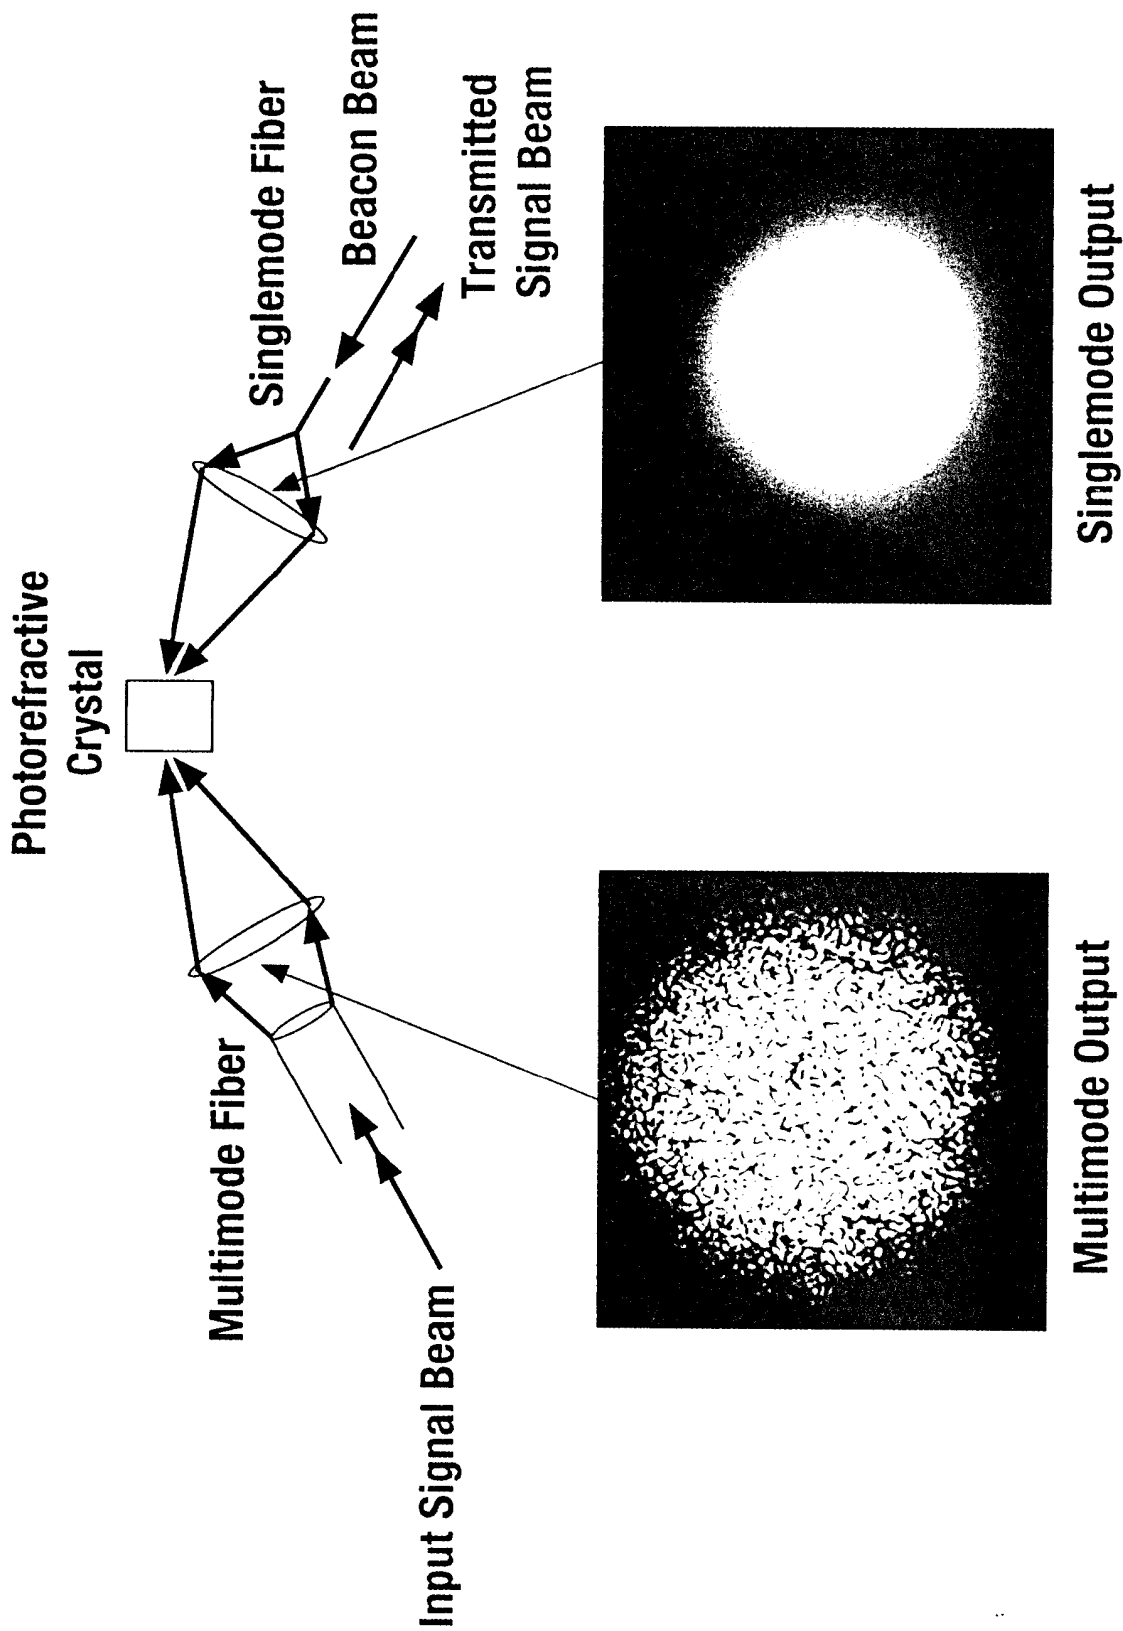 Photorefractive
Crystal
Multimode Fiber
Singlemode Fiber
Input Signal Beam
Beacon Beam
Transmitted
Signal Beam
Multimode Output
Singlemode Output